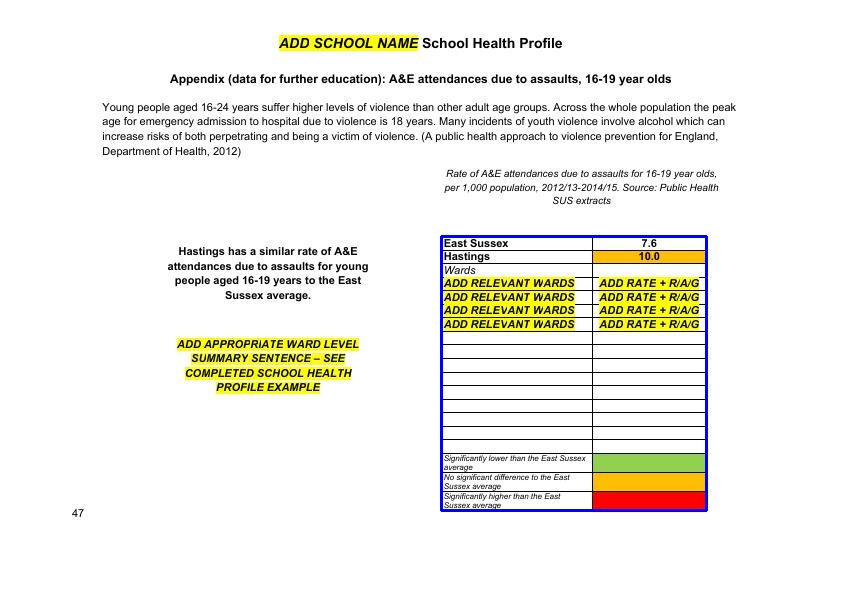 ADD SCHOOL NAME School Health Profile
Appendix (data for further education): A&E attendances due to assaults, 16-19 year olds
Young people aged 16-24 years suffer higher levels of violence than other adult age groups. Across the whole population the peak
age for emergency admission to hospital due to violence is 18 years. Many incidents of youth violence involve alcohol which can
increase risks of both perpetrating and being a victim of violence. (A public health approach to violence prevention for England,
Department of Health, 2012)
Rate of A&E attendances due to assaults for 16-19 year olds,
per 1,000 population, 2012/13-2014/15. Source: Public Health
SUS extracts
Hastings has a similar rate of A&E
attendances due to assaults for young
people aged 16-19 years to the East
Sussex average.
ADD APPROPRIATE WARD LEVEL
SUMMARY SENTENCE – SEE
COMPLETED SCHOOL HEALTH
PROFILE EXAMPLE
East Sussex 7.6
Hastings 10.0
Wards
ADD RELEVANT WARDS ADD RATE + R/A/G
ADD RELEVANT WARDS ADD RATE + R/A/G
ADD RELEVANT WARDS ADD RATE + R/A/G
ADD RELEVANT WARDS ADD RATE + R/A/G
Significantly lower than the East Sussex
average
No significant difference to the East
Sussex average
Significantly higher than the East
Sussex average
47